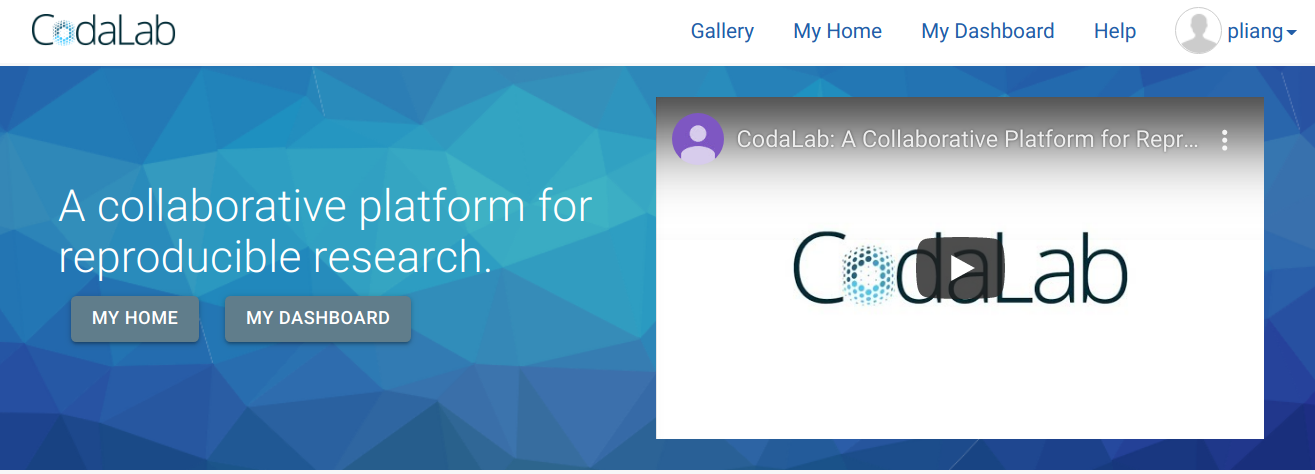 CodaLab
Gallery My Home My Dashboard Help pliang
A collaborative platform for
reproducible research.
MY HOME MY DASHBOARD
CodaLab: A Collaborative Platform for Repr...
CodaLab